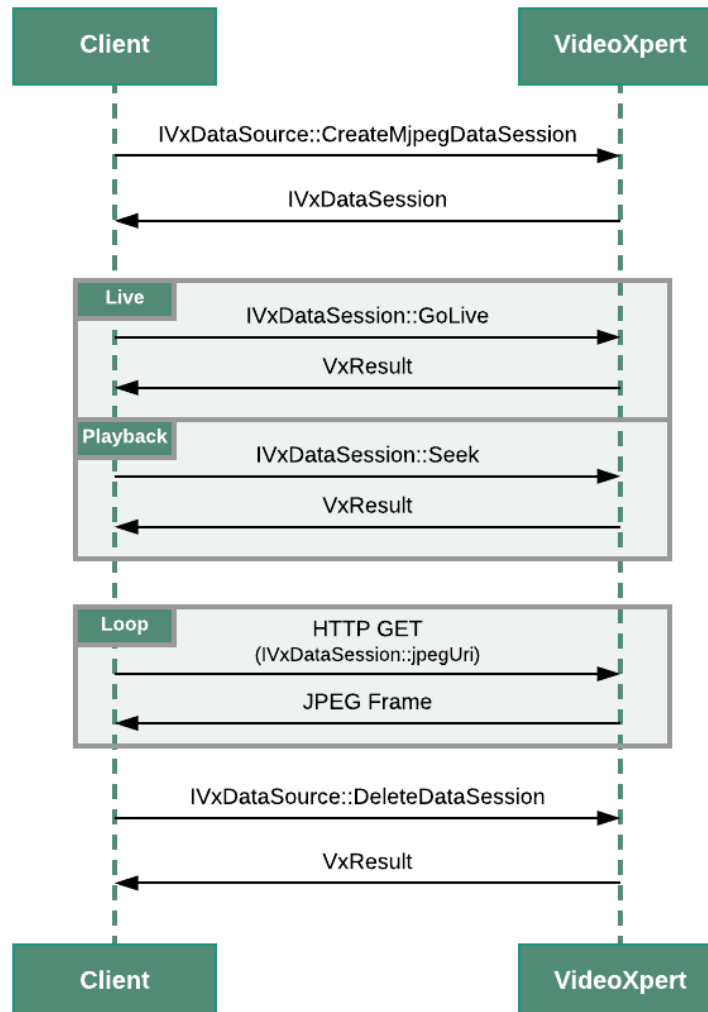 Client
VideoXpert
IVxDataSource::CreateMjpegDataSession
IVxDataSession
Live
IVxDataSession::GoLive
VxResult
Playback
IVxDataSession::Seek
VxResult
Loop
HTTP GET
(IVxDataSession::jpegUri)
JPEG Frame
IVxDataSource::DeleteDataSession
VxResult
Client
VideoXpert